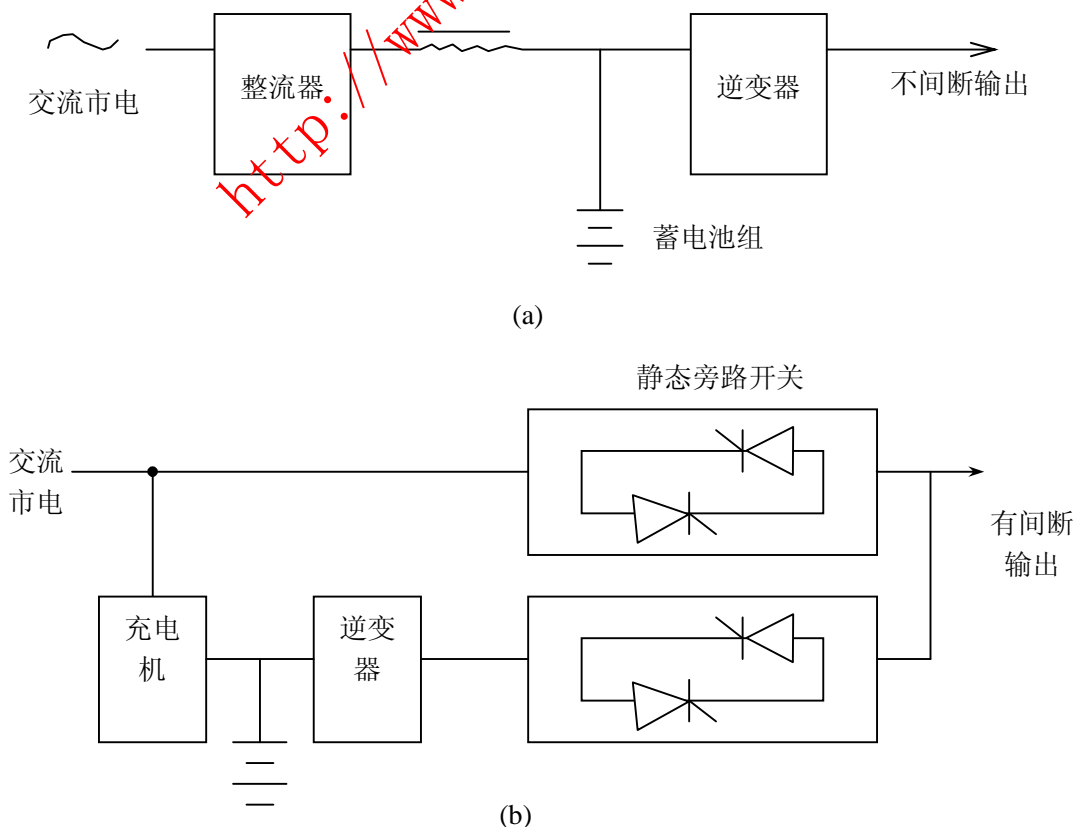 http://www
整流器
逆变器
交流市电
不间断输出
蓄电池组
(a)
静态旁路开关
交流
市电
有间断
输出
充电
机
逆变
器
(b)